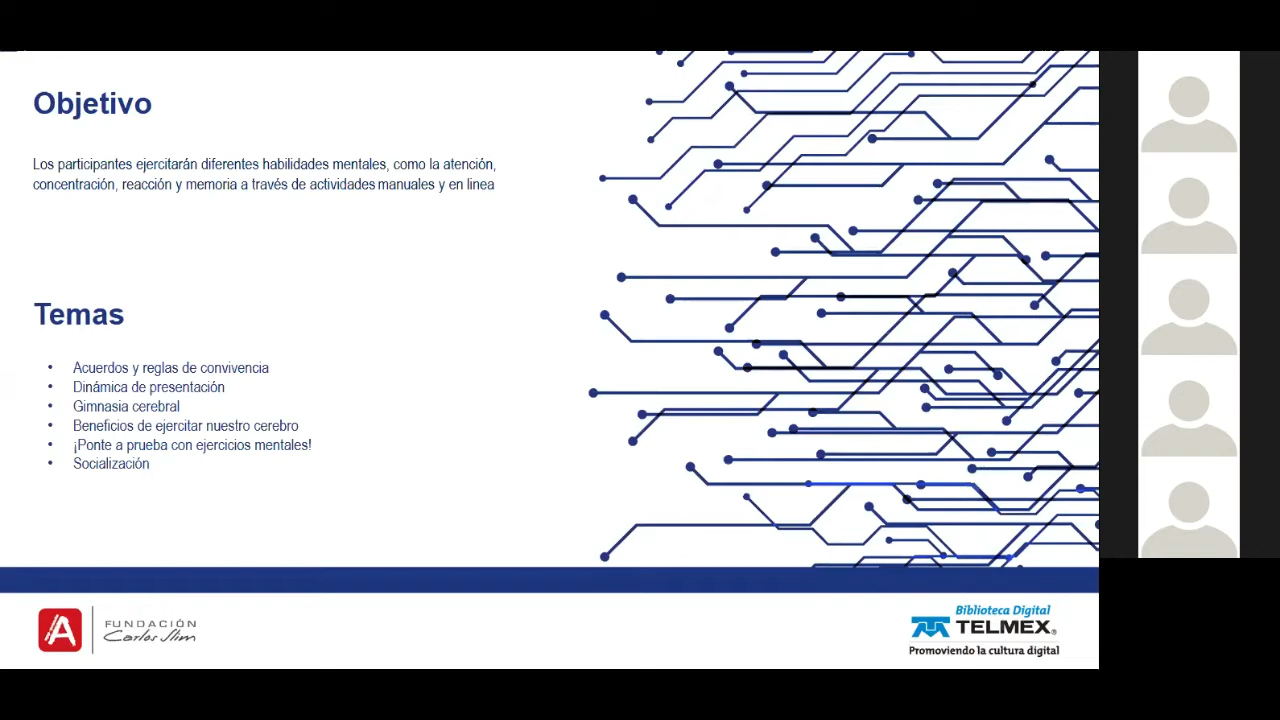 Objetivo
Los participantes ejercitarán diferentes habilidades mentales, como la atención,
concentración, reacción y memoria a través de actividades manuales y en linea
Temas
• Acuerdos y reglas de convivencia
• Dinámica de presentación
• Gimnasia cerebral
• Beneficios de ejercitar nuestro cerebro
• ¡Ponte a prueba con ejercicios mentales!
• Socialización
FUNDACIÓN
Carlos Slim
Biblioteca Digital
TELMEX®
Promoviendo la cultura digital